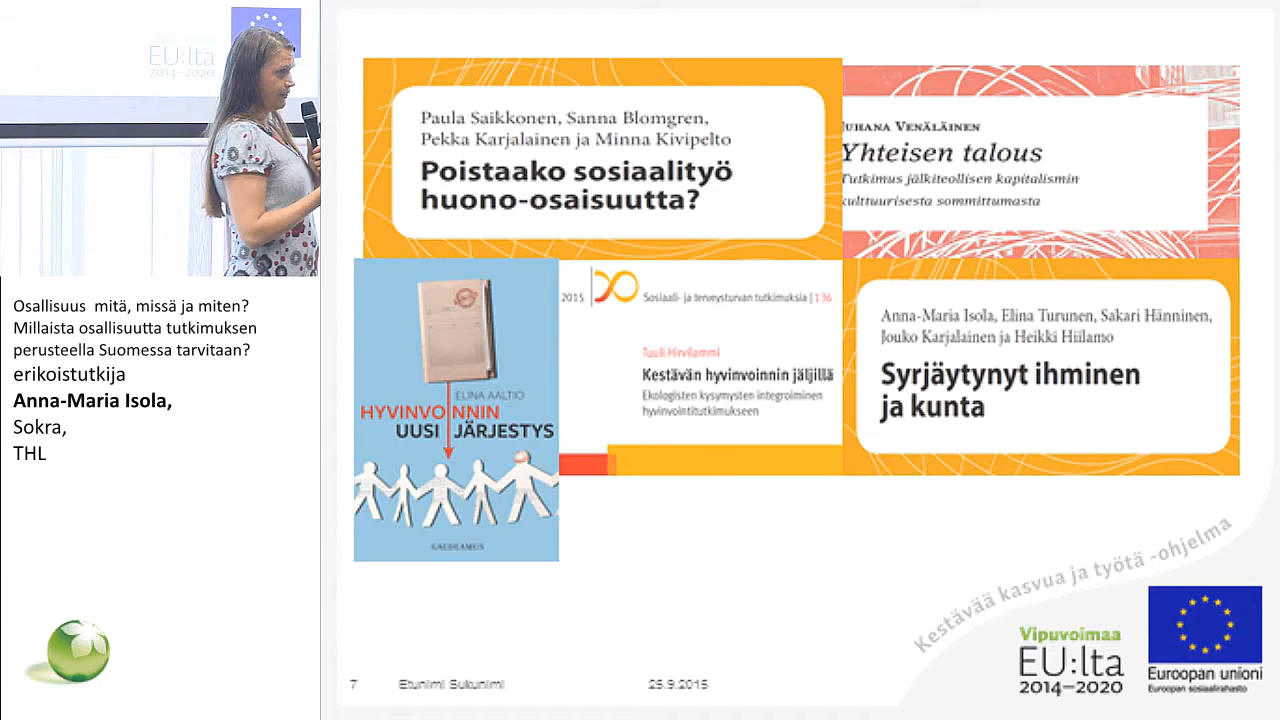 EU:lta
2014–2020
Osallisuus mitä, missä ja miten?
Millaista osallisuutta tutkimuksen
perusteella Suomessa tarvitaan?
erikoistutkija
Anna-Maria Isola,
Sokra,
THL
Paula Saikkonen, Sanna Blomgren,
Pekka Karjalainen ja Minna Kivipelto
Poistaako sosiaalityö
huono-osaisuutta?
JUHANA VENÄLÄINEN
Yhteisen talous
Tutkimus jälkiteollisen kapitalismin
kulttuurisesta sommittumasta
ELINA AALTIO
HYVINVOINNIN
UUSI JÄRJESTYS
GAUDEAMUS
2015
Sosiaali- ja terveysturvan tutkimuksia | 136
Tuuli Hirvilammi
Kestävän hyvinvoinnin jäljillä
Ekologisten kysymysten integroiminen
hyvinvointitutkimukseen
Anna-Maria Isola, Elina Turunen, Sakari Hänninen,
Jouko Karjalainen ja Heikki Hiilamo
Syrjäytynyt ihminen
ja kunta
Kestävää kasvua ja työtä -ohjelma
Vipuvoimaa
EU:lta
2014–2020
Euroopan unioni
Euroopan sosiaalirahasto
7 Etunimi Sukunimi 25.9.2015